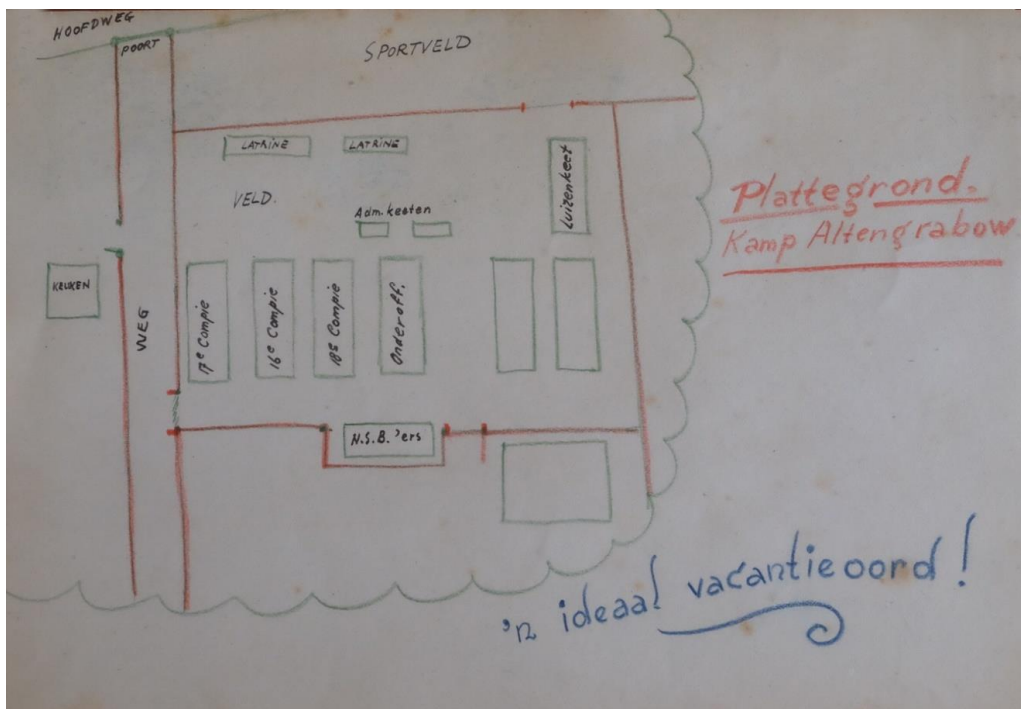 HOOFDWEG
POORT
SPORTVELD
LATRINE
LATRINE
VELD.
Adm. keeten
Luizenkeet
Plattegrond.
Kamp Altengrabow
KEUKEN
WEG
17e Compie
16e Compie
18e Compie
Onderoff.
N.S.B.'ers
'n ideaal vacantieoord!